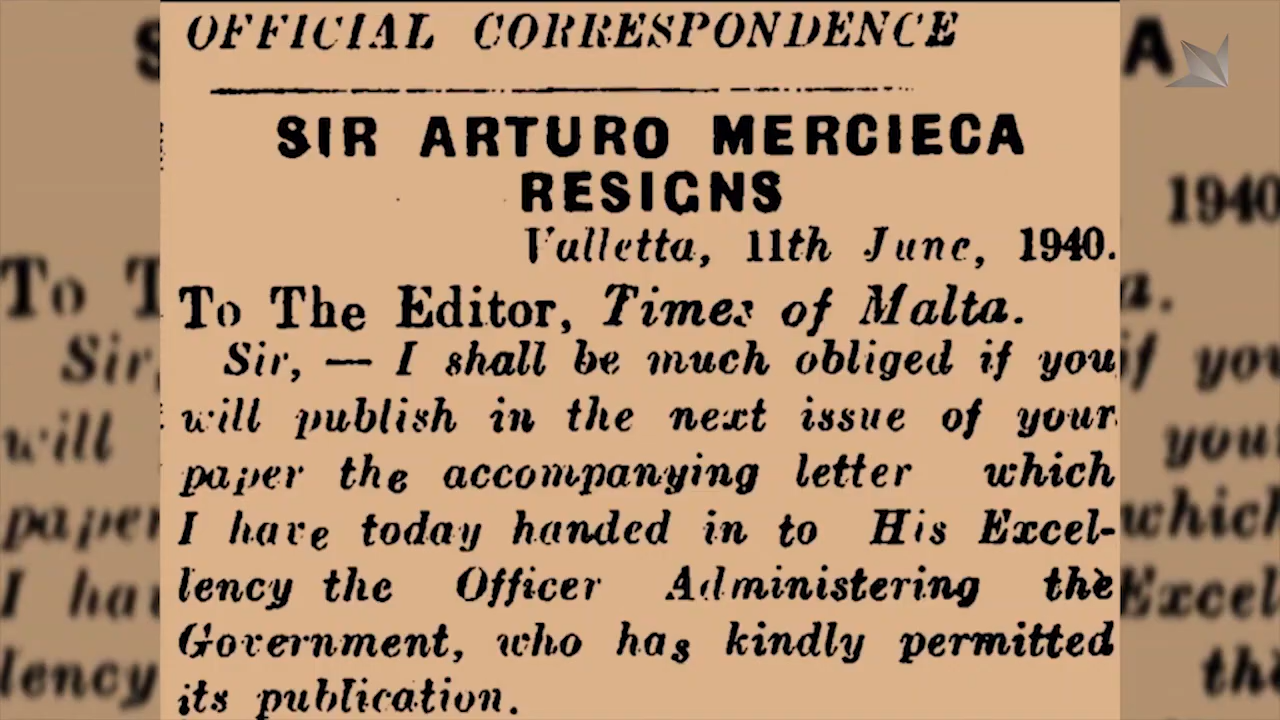 OFFICIAL CORRESPONDENCE
SIR ARTURO MERCIECA
RESIGNS
Valletta, 11th June, 1940.
To The Editor, Times of Malta.
Sir, — I shall be much obliged if you
will publish in the next issue of your
paper the accompanying letter which
I have today handed in to His Excel-
lency the Officer Administering the
Government, who has kindly permitted
its publication.